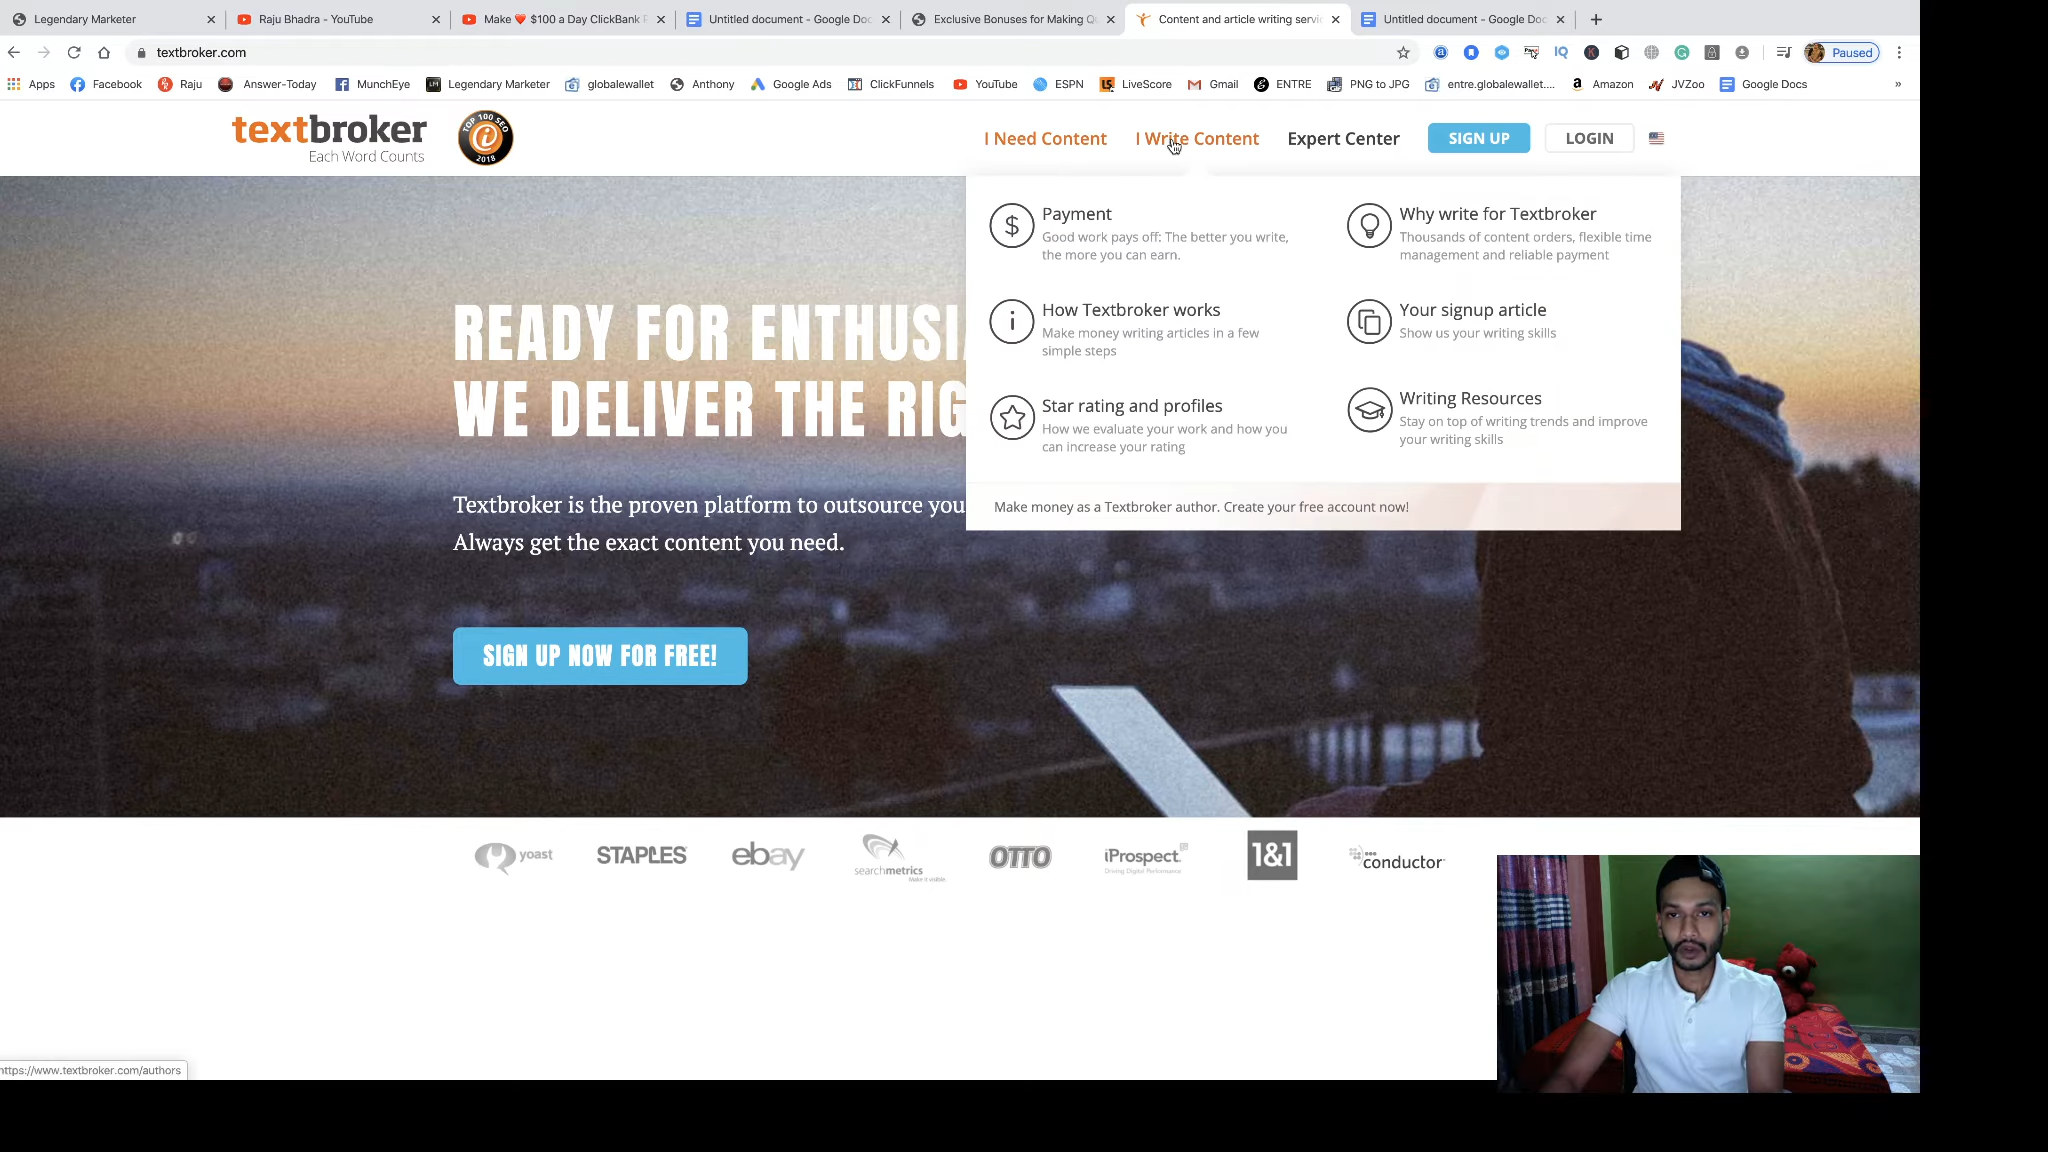 Legendary Marketer
Raju Bhadra - YouTube
Make ❤ $100 a Day ClickBank
Untitled document - Google Doc
Exclusive Bonuses for Making Q
Content and article writing servi
Untitled document - Google Doc
textbroker.com
Paused
Apps
Facebook
Raju
Answer-Today
MunchEye
Legendary Marketer
globalewallet
Anthony
Google Ads
ClickFunnels
YouTube
ESPN
LiveScore
Gmail
ENTRE
PNG to JPG
entre.globalewallet....
Amazon
JVZoo
Google Docs
»
textbroker
Each Word Counts
TOP 100 SEO
2018
I Need Content
I Write Content
Expert Center
SIGN UP
LOGIN
Payment
Good work pays off: The better you write,
the more you can earn.
Why write for Textbroker
Thousands of content orders, flexible time
management and reliable payment
How Textbroker works
Make money writing articles in a few
simple steps
Your signup article
Show us your writing skills
Star rating and profiles
How we evaluate your work and how you
can increase your rating
Writing Resources
Stay on top of writing trends and improve
your writing skills
Make money as a Textbroker author. Create your free account now!
READY FOR ENTHUSI
WE DELIVER THE RIG
Textbroker is the proven platform to outsource you
Always get the exact content you need.
SIGN UP NOW FOR FREE!
yoast
STAPLES
ebay
searchmetrics
Make it visible.
OTTO
iProspect.
Driving Digital Performance
1&1
conductor
https://www.textbroker.com/authors